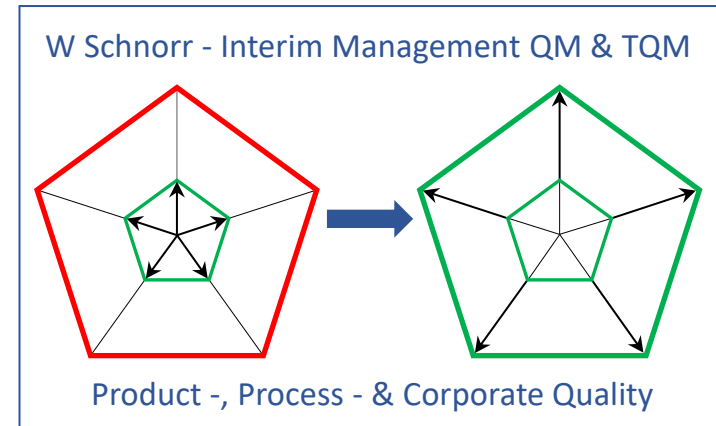 W Schnorr - Interim Management QM & TQM
Product -, Process - & Corporate Quality